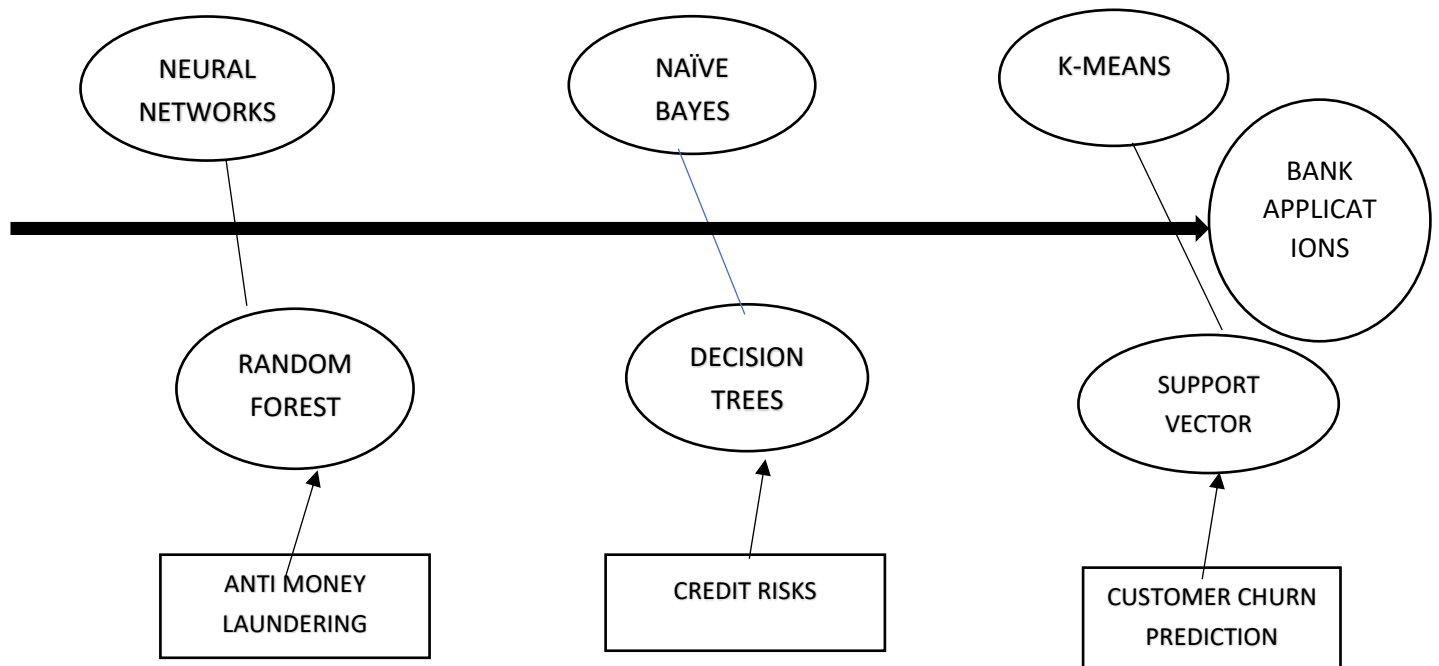 NEURAL
NETWORKS
NAÏVE
BAYES
K-MEANS
BANK
APPLICAT
IONS
RANDOM
FOREST
DECISION
TREES
SUPPORT
VECTOR
ANTI MONEY
LAUNDERING
CREDIT RISKS
CUSTOMER CHURN
PREDICTION